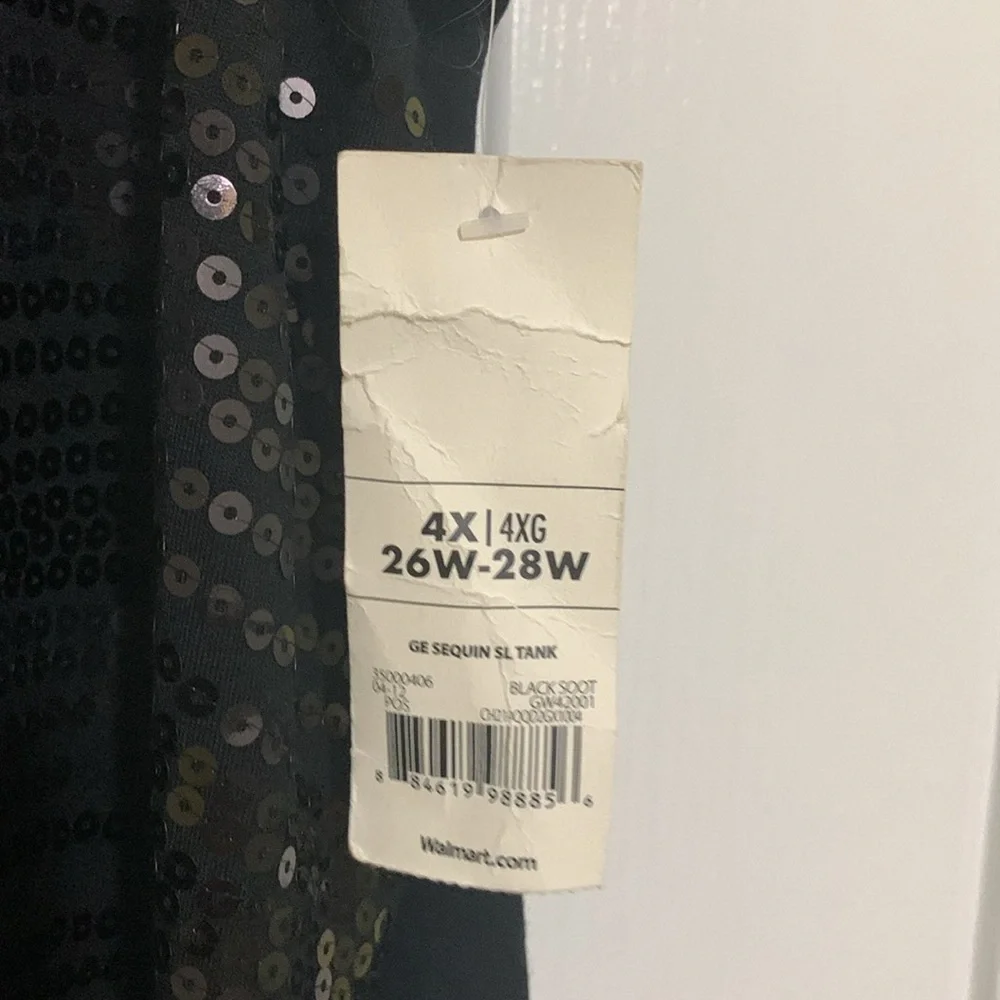 4X | 4XG
26W-28W
GE SEQUIN SL TANK
35000406
04-12
POS
BLACK SOOT
GW42001
8 84619 98885 6
Walmart.com